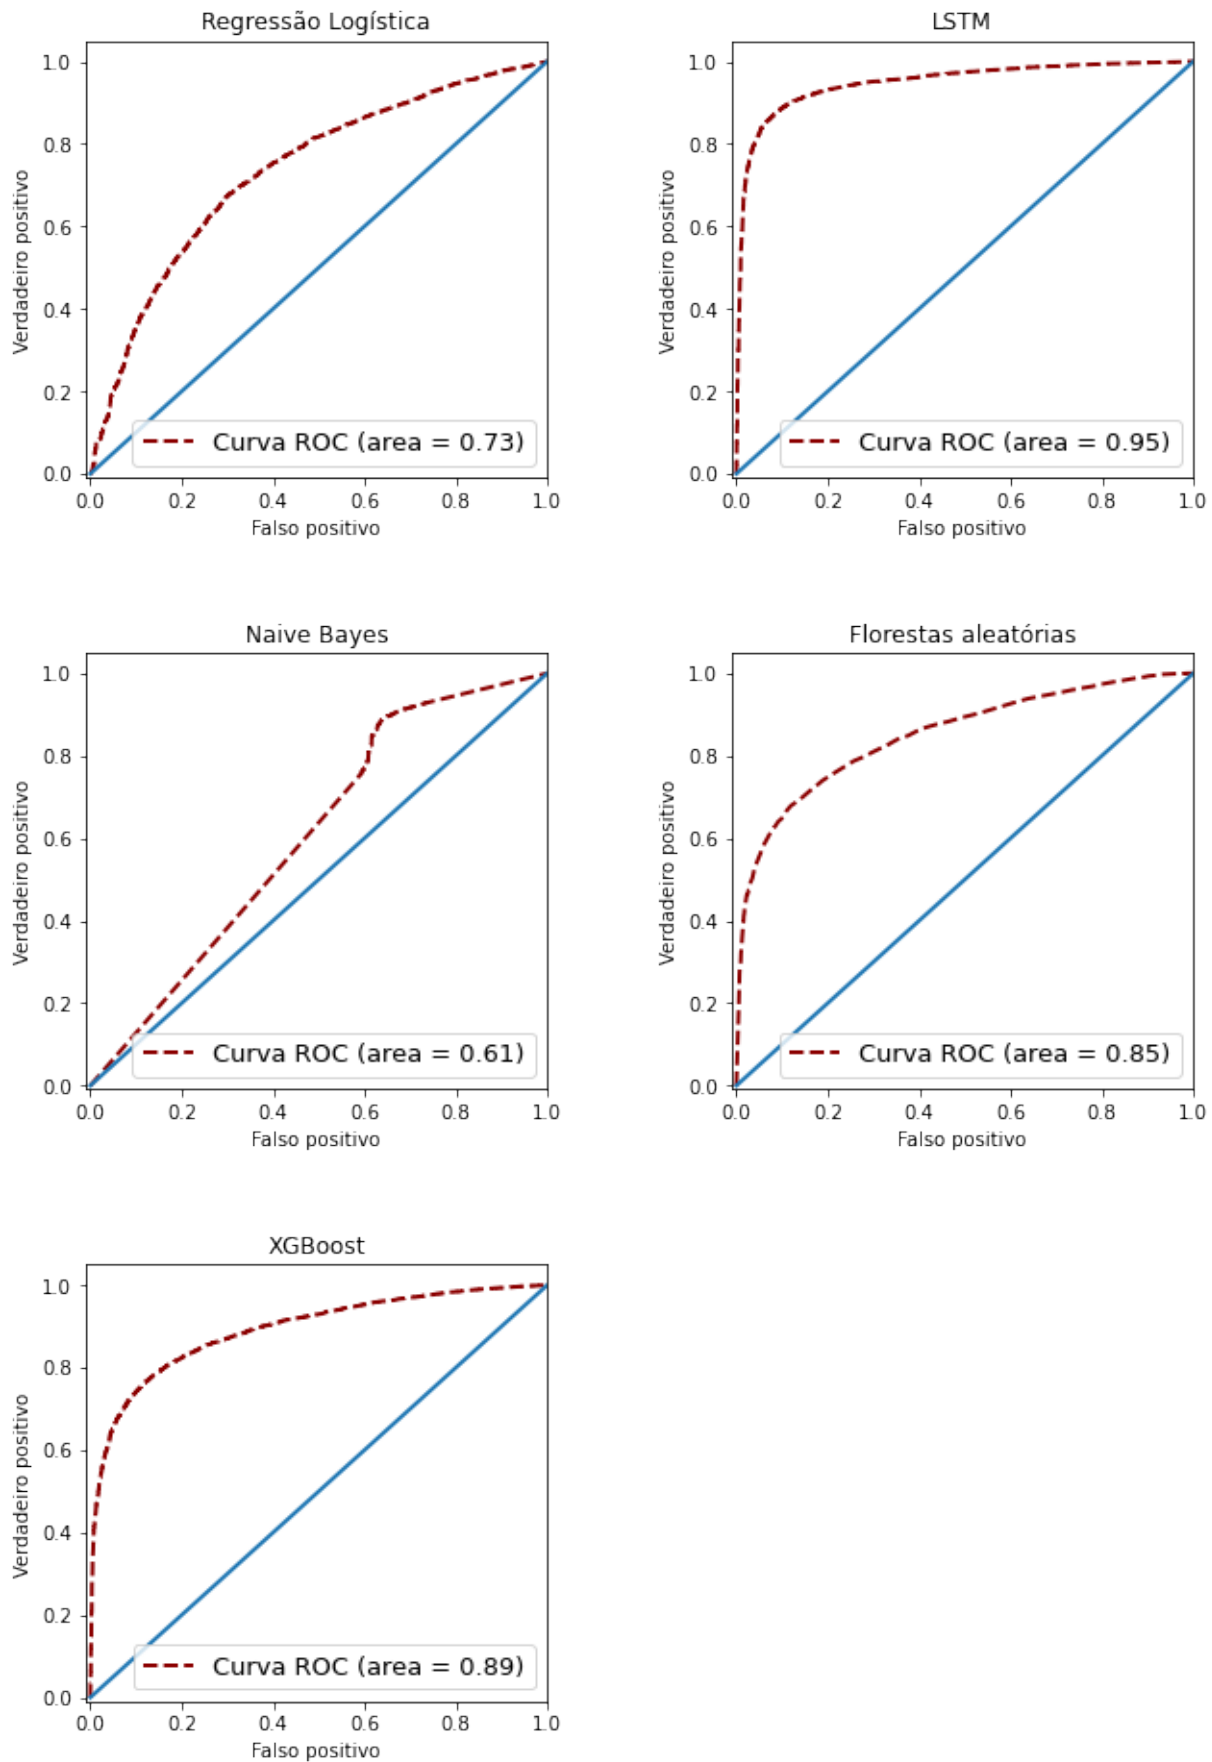 Regressão Logística
1.0
0.8
0.6
0.4
0.2
0.0
Verdadeiro positivo
Curva ROC (area = 0.73)
0.0 0.2 0.4 0.6 0.8 1.0
Falso positivo
LSTM
1.0
0.8
0.6
0.4
0.2
0.0
Verdadeiro positivo
Curva ROC (area = 0.95)
0.0 0.2 0.4 0.6 0.8 1.0
Falso positivo
Naive Bayes
1.0
0.8
0.6
0.4
0.2
0.0
Verdadeiro positivo
Curva ROC (area = 0.61)
0.0 0.2 0.4 0.6 0.8 1.0
Falso positivo
Florestas aleatórias
1.0
0.8
0.6
0.4
0.2
0.0
Verdadeiro positivo
Curva ROC (area = 0.85)
0.0 0.2 0.4 0.6 0.8 1.0
Falso positivo
XGBoost
1.0
0.8
0.6
0.4
0.2
0.0
Verdadeiro positivo
Curva ROC (area = 0.89)
0.0 0.2 0.4 0.6 0.8 1.0
Falso positivo